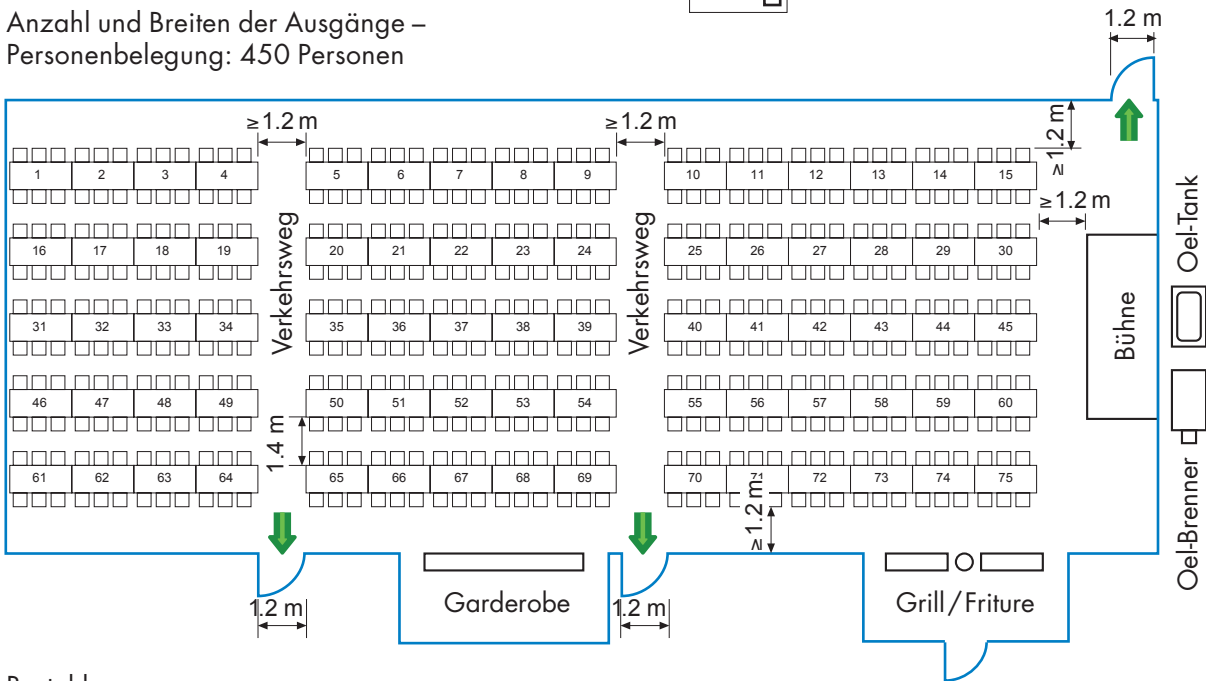 Anzahl und Breiten der Ausgänge –
Personenbelegung: 450 Personen
1.2 m
≥1.2 m
≥1.2 m
≥1.2 m
1 2 3 4 5 6 7 8 9 10 11 12 13 14 15
≥1.2 m
16 17 18 19 20 21 22 23 24 25 26 27 28 29 30
Verkehrsweg
Verkehrsweg
Oel-Tank
31 32 33 34 35 36 37 38 39 40 41 42 43 44 45
Bühne
46 47 48 49 50 51 52 53 54 55 56 57 58 59 60
1.4 m
61 62 63 64 65 66 67 68 69 70 71 72 73 74 75
≥1.2 m
Oel-Brenner
1.2 m
Garderobe
1.2 m
Grill/Friture